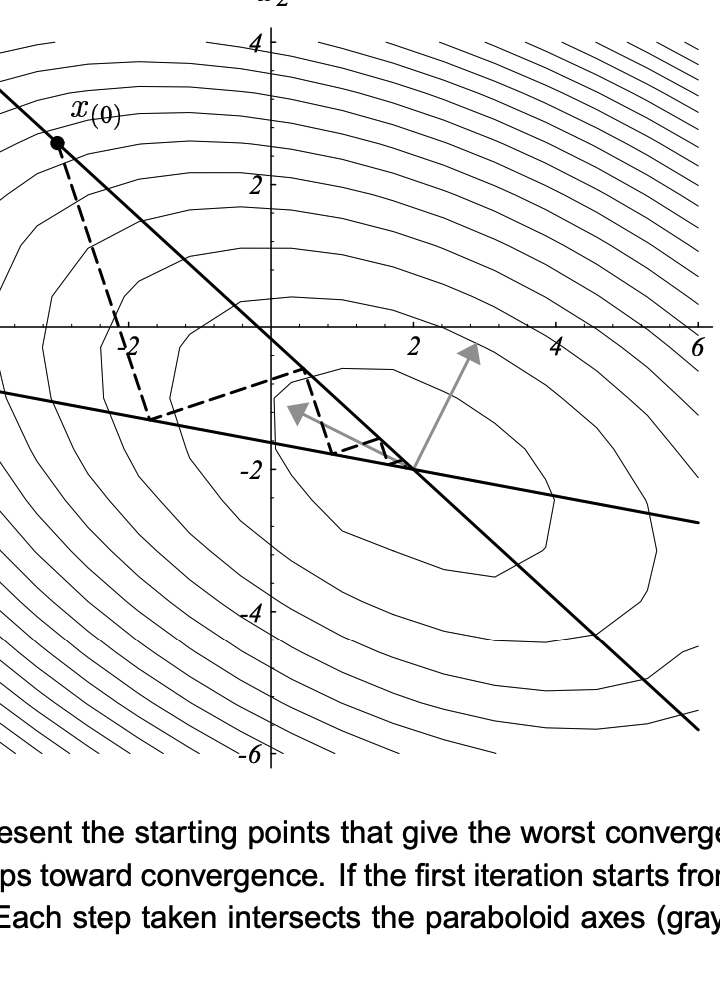 4
x(0)
2
-2 2 4 6
-2
-4
-6
esent the starting points that give the worst converge
ps toward convergence. If the first iteration starts fro
Each step taken intersects the paraboloid axes (gray